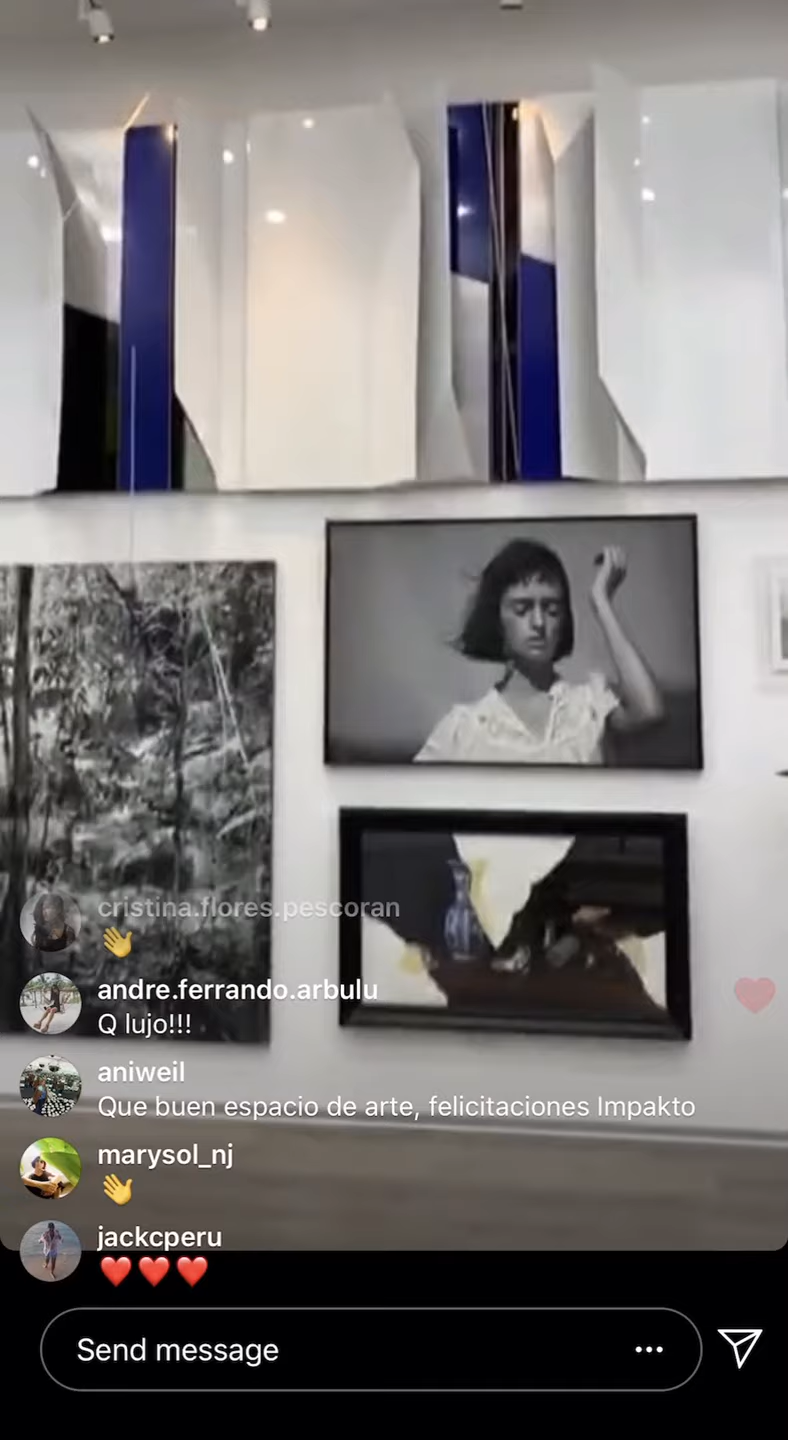 cristina.flores.pescoran
👋
andre.ferrando.arbulu
Q lujo!!!
aniweil
Que buen espacio de arte, felicitaciones Impakto
marysol_nj
👋
jackcperu
❤️❤️❤️
Send message